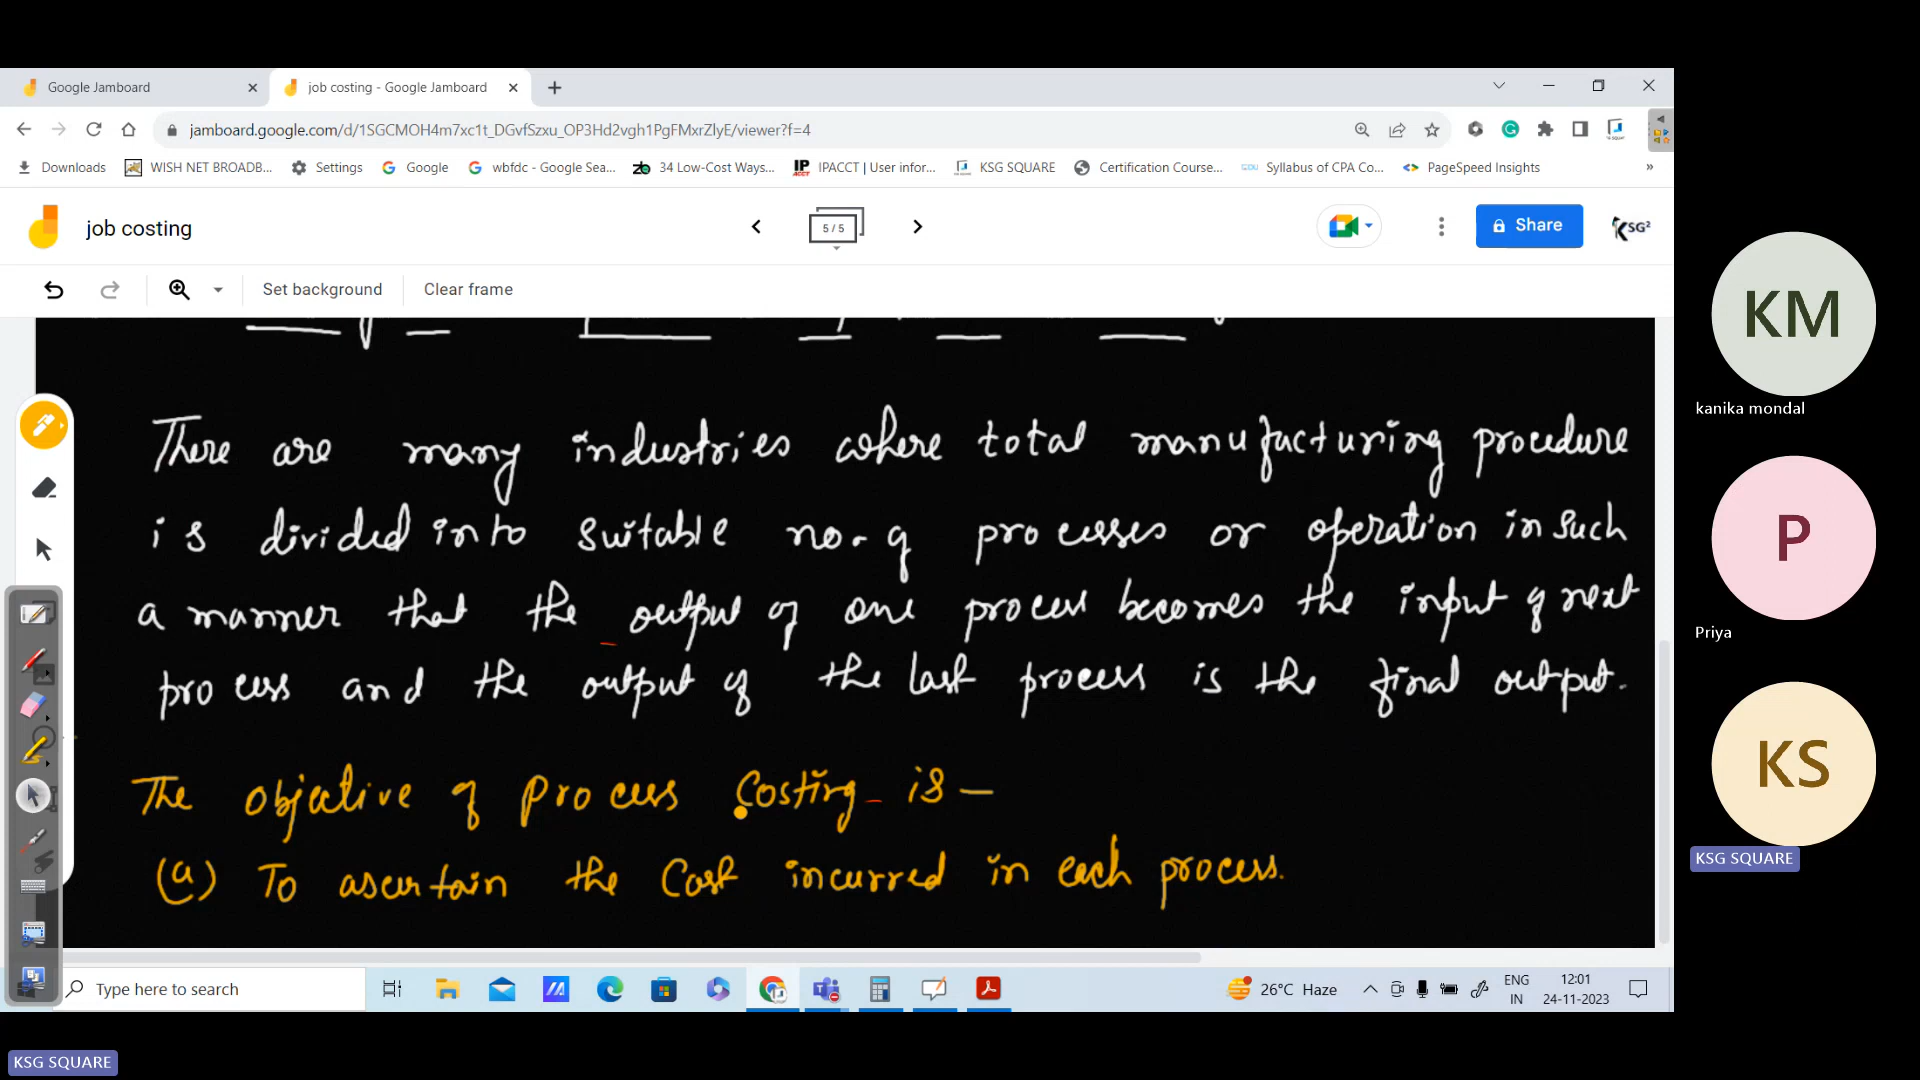 Google Jamboard
job costing - Google Jamboard
jamboard.google.com/d/1SGCMOH4m7xc1t_DGvfSzxu_OP3Hd2vgh1PgFMxrZlyE/viewer?f=4
Downloads WISH NET BROADB... Settings Google wbfdc - Google Sea... 34 Low-Cost Ways... IPACCT | User infor... KSG SQUARE Certification Course... Syllabus of CPA Co... PageSpeed Insights »
job costing 5 / 5 Share KSG²
Set background Clear frame
There are many industries where total manufacturing procedure
is divided into suitable no. of processes or operation in such
a manner that the output of one process becomes the input of next
process and the output of the last process is the final output.
The objective of Process Costing is —
(a) To ascertain the Cost incurred in each process.
Type here to search
26°C Haze
ENG
IN
12:01
24-11-2023
KM
kanika mondal
P
Priya
KS
KSG SQUARE
KSG SQUARE